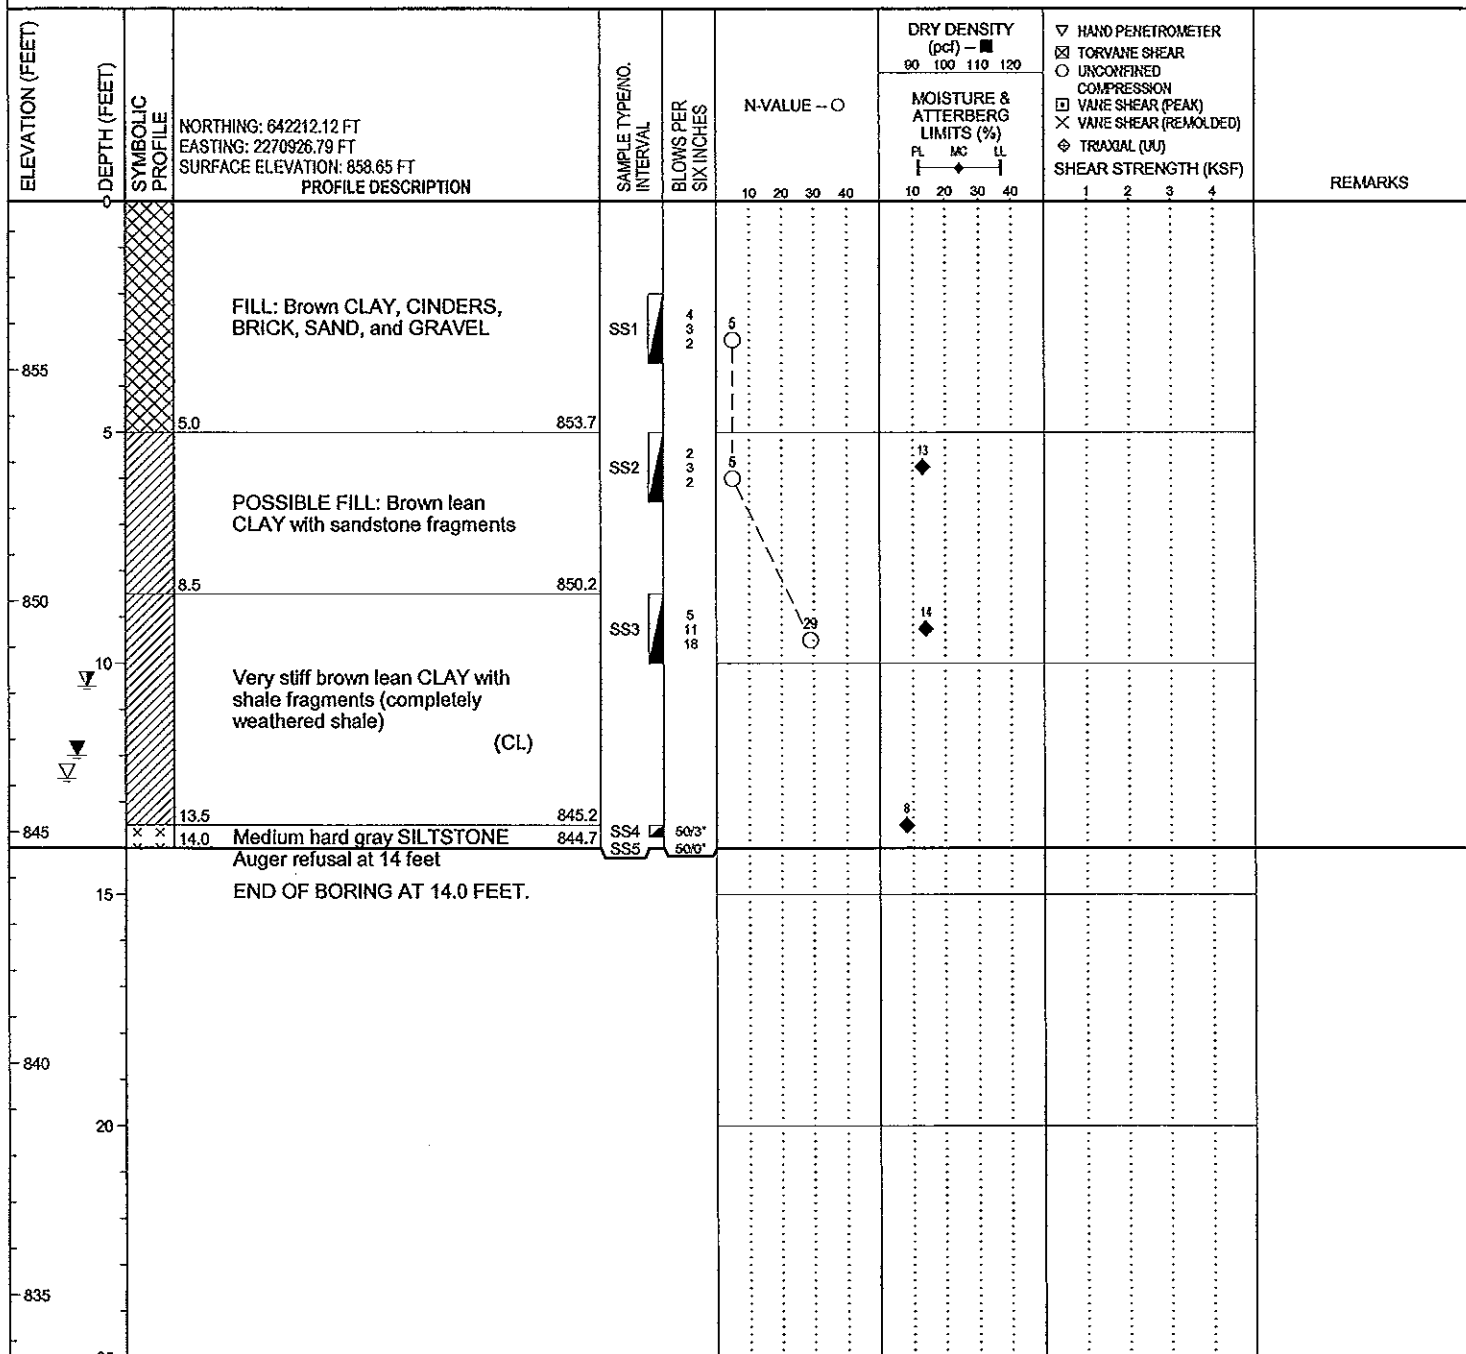 ELEVATION (FEET)
DEPTH (FEET)
SYMBOLIC
PROFILE
NORTHING: 642212.12 FT
EASTING: 2270926.79 FT
SURFACE ELEVATION: 858.65 FT
PROFILE DESCRIPTION
SAMPLE TYPE/NO.
INTERVAL
BLOWS PER
SIX INCHES
N-VALUE -- O
10 20 30 40
DRY DENSITY
(pcf) – ■
90 100 110 120
MOISTURE &
ATTERBERG
LIMITS (%)
PL MC LL
10 20 30 40
▽ HAND PENETROMETER
⊠ TORVANE SHEAR
○ UNCONFINED
COMPRESSION
⊡ VANE SHEAR (PEAK)
× VANE SHEAR (REMOLDED)
TRIAXIAL (UU)
SHEAR STRENGTH (KSF)
1 2 3 4
REMARKS
0
FILL: Brown CLAY, CINDERS,
BRICK, SAND, and GRAVEL
SS1
4
3
2
5
855
5.0 853.7
5
SS2
2
3
2
5
13
POSSIBLE FILL: Brown lean
CLAY with sandstone fragments
8.5 850.2
850
SS3
5
11
18
29
14
10
Very stiff brown lean CLAY with
shale fragments (completely
weathered shale)
(CL)
13.5 845.2
8
845
14.0 Medium hard gray SILTSTONE 844.7
SS4 50/3"
SS5 50/0"
Auger refusal at 14 feet
END OF BORING AT 14.0 FEET.
15
840
20
835